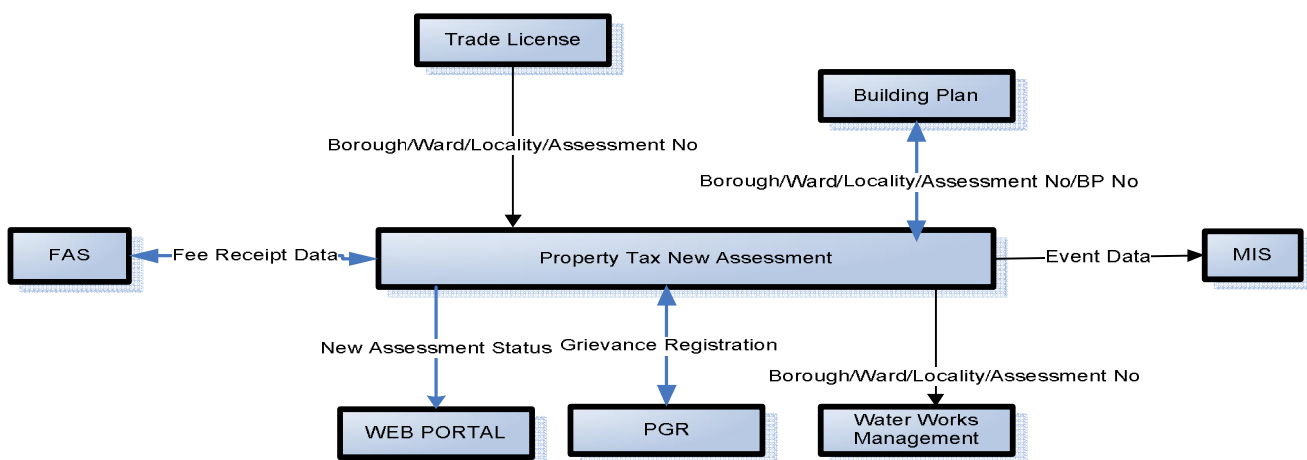 Trade License
Building Plan
Borough/Ward/Locality/Assessment No
Borough/Ward/Locality/Assessment No/BP No
FAS
Fee Receipt Data
Property Tax New Assessment
Event Data
MIS
New Assessment Status
Grievance Registration
Borough/Ward/Locality/Assessment No
WEB PORTAL
PGR
Water Works
Management